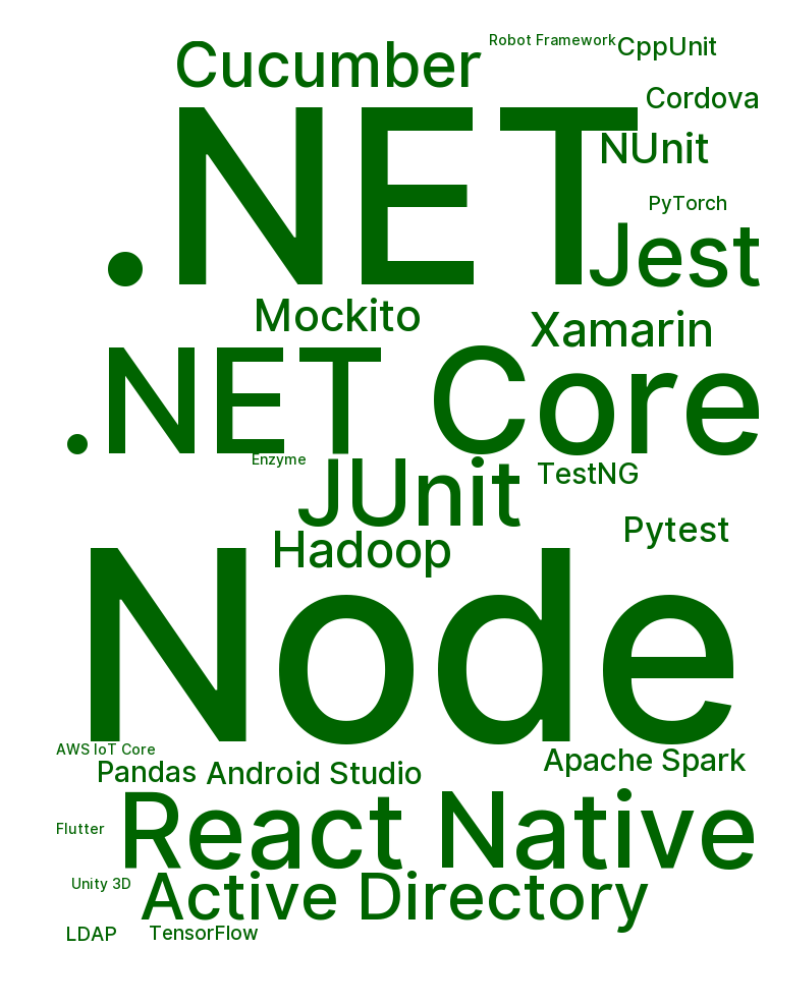 Robot Framework
CppUnit
Cucumber
Cordova
.NET
NUnit
PyTorch
Jest
Mockito
Xamarin
.NET Core
Enzyme
JUnit
TestNG
Pytest
Hadoop
Node
AWS IoT Core
Apache Spark
Pandas
Android Studio
React Native
Flutter
Unity 3D
Active Directory
LDAP
TensorFlow